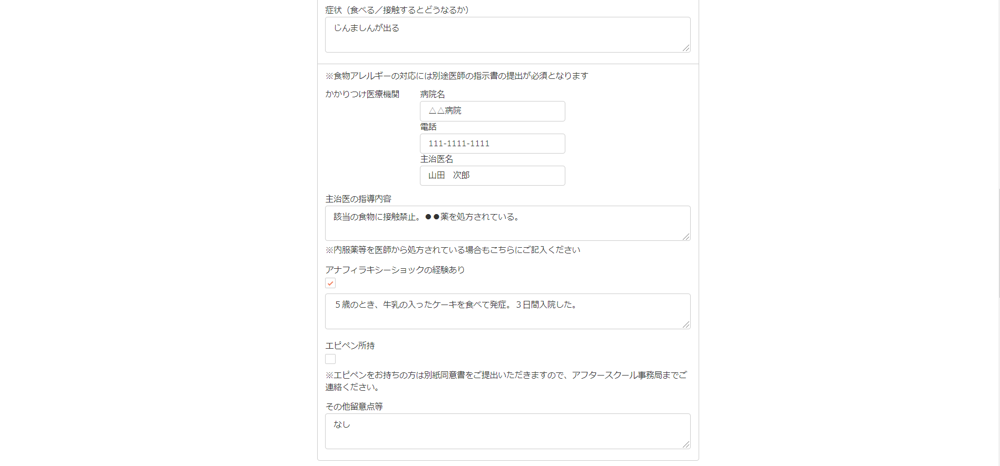 症状（食べる／接触するとどうなるか）
じんましんが出る
※食物アレルギーの対応には別途医師の指示書の提出が必須となります
かかりつけ医療機関
病院名
△△病院
電話
111-1111-1111
主治医名
山田　次郎
主治医の指導内容
該当の食物に接触禁止。●●薬を処方されている。
※内服薬等を医師から処方されている場合もこちらにご記入ください
アナフィラキシーショックの経験あり
５歳のとき、牛乳の入ったケーキを食べて発症。３日間入院した。
エピペン所持
※エピペンをお持ちの方は別紙同意書をご提出いただきますので、アフタースクール事務局までご
連絡ください。
その他留意点等
なし